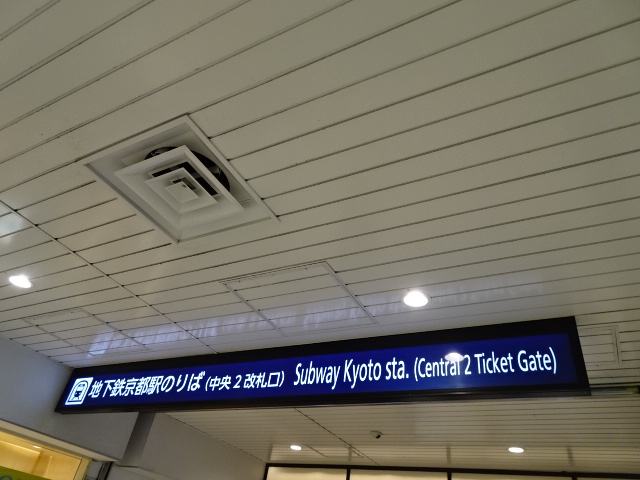 地下鉄京都駅のりば (中央2改札口) Subway Kyoto sta. (Central 2 Ticket Gate)